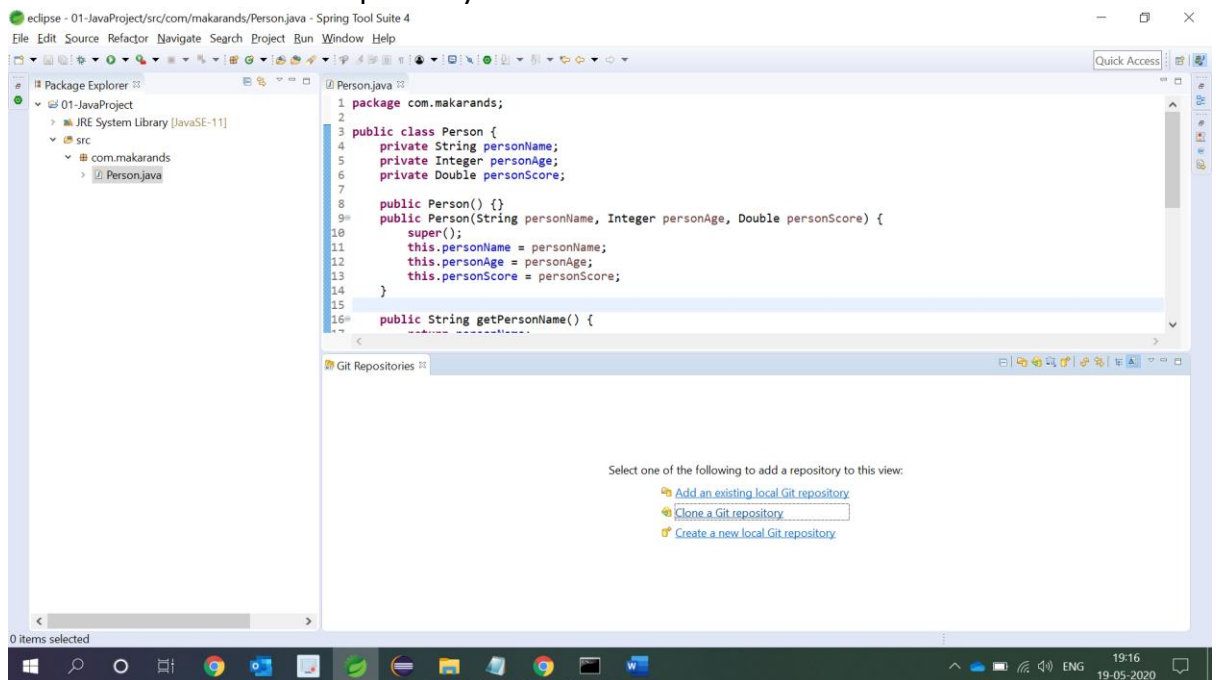 eclipse - 01-JavaProject/src/com/makarands/Person.java - Spring Tool Suite 4
File Edit Source Refactor Navigate Search Project Run Window Help
Quick Access
Package Explorer
01-JavaProject
JRE System Library [JavaSE-11]
src
com.makarands
Person.java
Person.java
1 package com.makarands;
2
3 public class Person {
4 private String personName;
5 private Integer personAge;
6 private Double personScore;
7
8 public Person() {}
9 public Person(String personName, Integer personAge, Double personScore) {
10 super();
11 this.personName = personName;
12 this.personAge = personAge;
13 this.personScore = personScore;
14 }
15
16 public String getPersonName() {
Git Repositories
Select one of the following to add a repository to this view:
Add an existing local Git repository
Clone a Git repository
Create a new local Git repository
0 items selected
ENG
19:16
19-05-2020